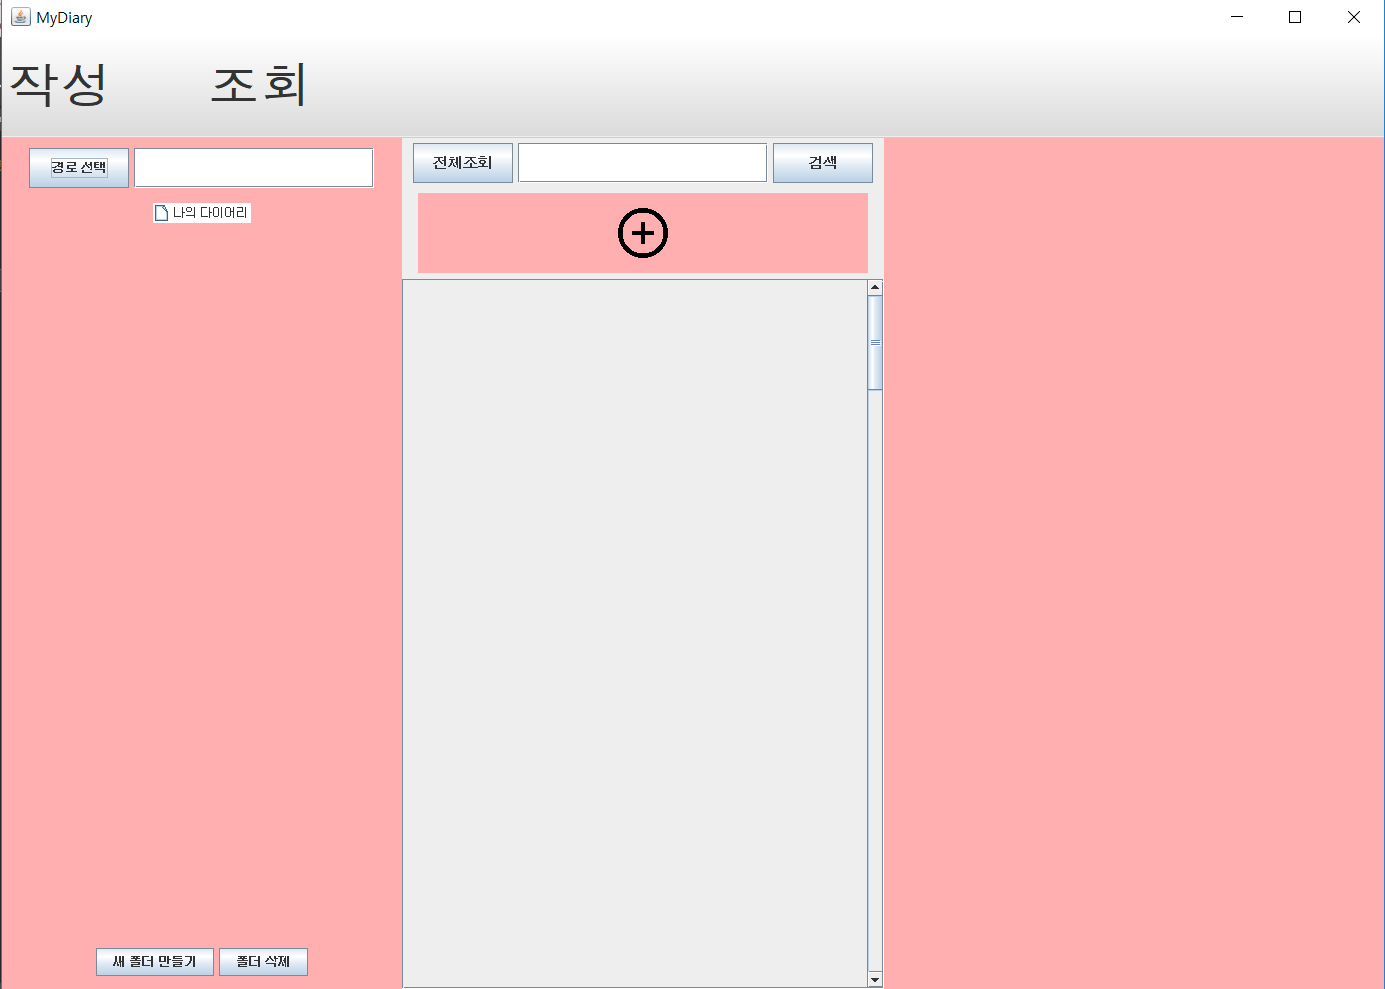 MyDiary
작성 조회
경로 선택
나의 다이어리
전체조회 검색
새 폴더 만들기 폴더 삭제